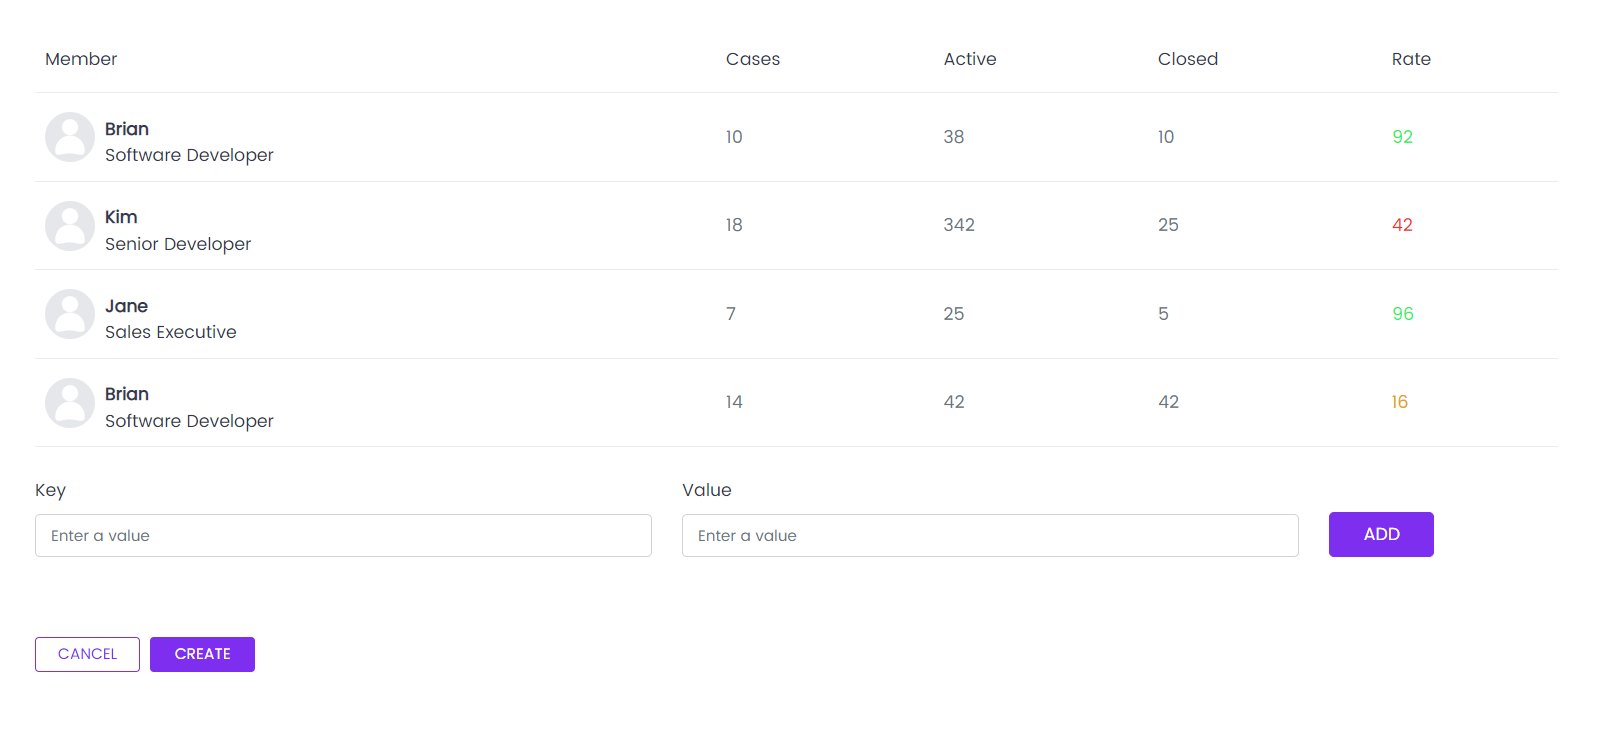 Member Cases Active Closed Rate
Brian
Software Developer
10 38 10 92
Kim
Senior Developer
18 342 25 42
Jane
Sales Executive
7 25 5 96
Brian
Software Developer
14 42 42 16
Key Value
Enter a value Enter a value ADD
CANCEL CREATE